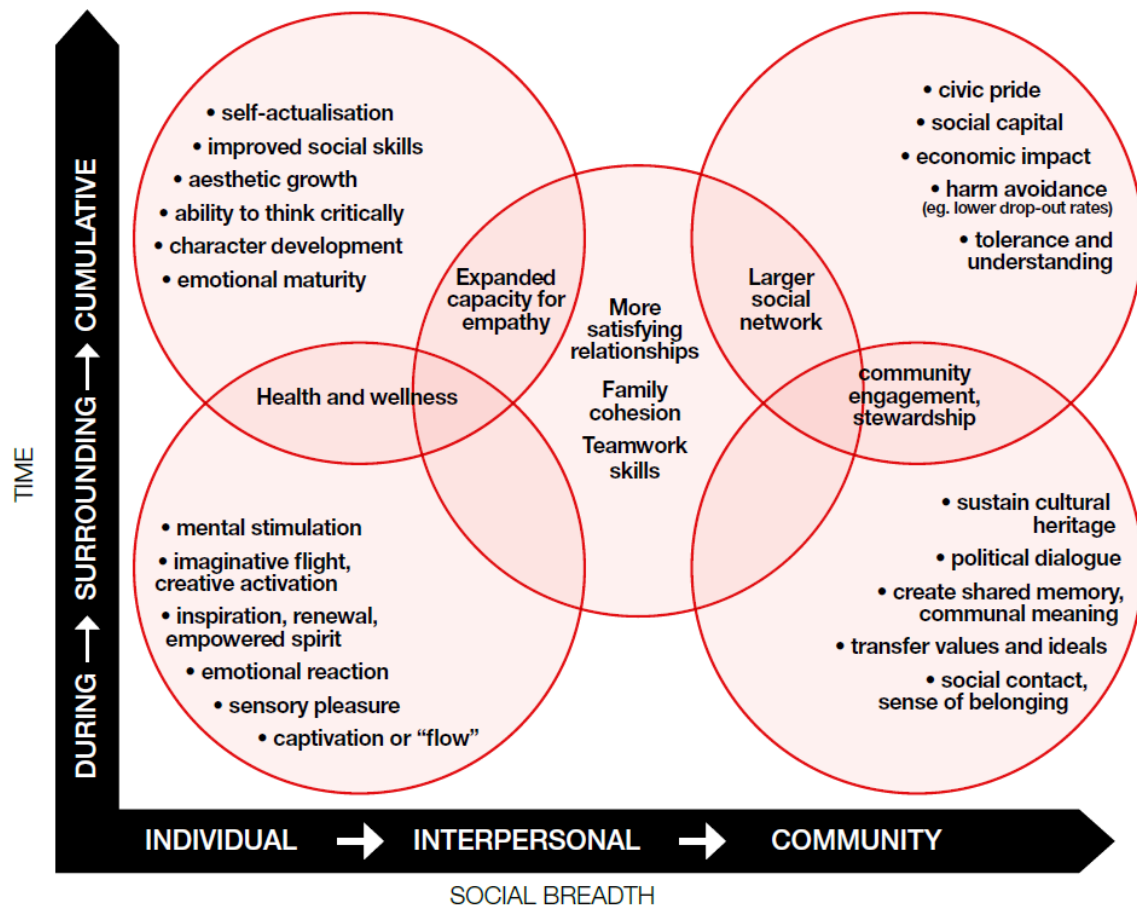 • self-actualisation
• improved social skills
• aesthetic growth
• ability to think critically
• character development
• emotional maturity
• civic pride
• social capital
• economic impact
• harm avoidance
(eg. lower drop-out rates)
• tolerance and
understanding
Expanded
capacity for
empathy
More
satisfying
relationships
Family
cohesion
Teamwork
skills
Larger
social
network
Health and wellness
community
engagement,
stewardship
• mental stimulation
• imaginative flight,
creative activation
• inspiration, renewal,
empowered spirit
• emotional reaction
• sensory pleasure
• captivation or “flow”
• sustain cultural
heritage
• political dialogue
• create shared memory,
communal meaning
• transfer values and ideals
• social contact,
sense of belonging
TIME
DURING → SURROUNDING → CUMULATIVE
INDIVIDUAL → INTERPERSONAL → COMMUNITY
SOCIAL BREADTH